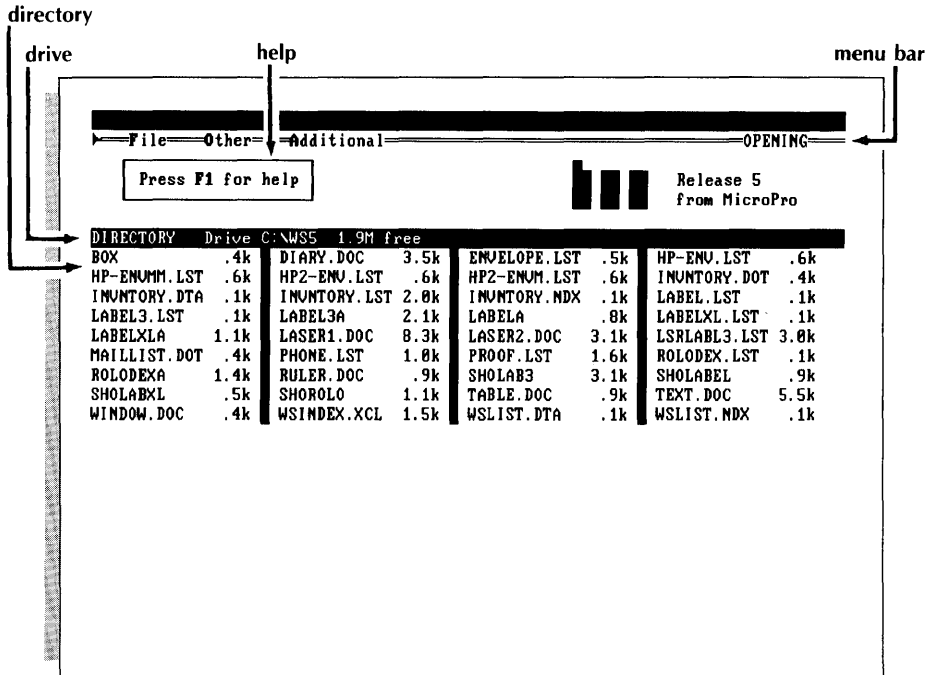 directory
drive
help
menu bar
File Other Additional OPENING
Press F1 for help
Release 5
from MicroPro
DIRECTORY Drive C:\WS5 1.9M free
BOX .4k DIARY.DOC 3.5k ENVELOPE.LST .5k HP-ENV.LST .6k
HP-ENVMM.LST .6k HP2-ENV.LST .6k HP2-ENVM.LST .6k INVNTORY.DOT .4k
INVNTORY.DTA .1k INVNTORY.LST 2.0k INVNTORY.NDX .1k LABEL.LST .1k
LABEL3.LST .1k LABEL3A 2.1k LABELA .8k LABELXL.LST .1k
LABELXLA 1.1k LASER1.DOC 8.3k LASER2.DOC 3.1k LSRLABL3.LST 3.0k
MAILLIST.DOT .4k PHONE.LST 1.0k PROOF.LST 1.6k ROLODEX.LST .1k
ROLODEXA 1.4k RULER.DOC .9k SHOLAB3 3.1k SHOLABEL .9k
SHOLABXL .5k SHOROLO 1.1k TABLE.DOC .9k TEXT.DOC 5.5k
WINDOW.DOC .4k WSINDEX.XCL 1.5k WSLIST.DTA .1k WSLIST.NDX .1k